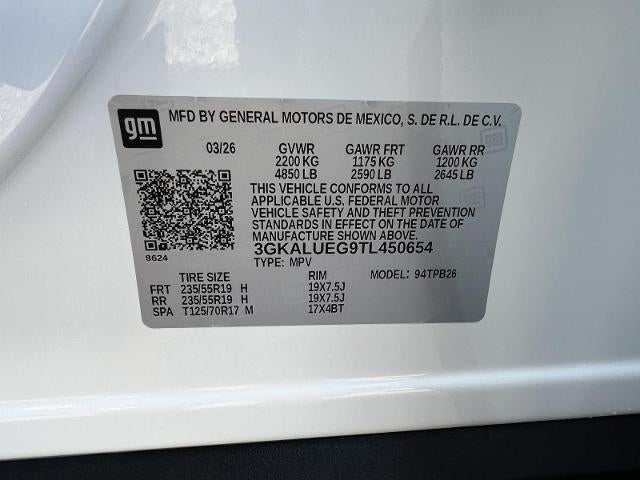 gm MFD BY GENERAL MOTORS DE MEXICO, S. DE R.L. DE C.V.
03/26 GVWR GAWR FRT GAWR RR
2200 KG 1175 KG 1200 KG
4850 LB 2590 LB 2645 LB
THIS VEHICLE CONFORMS TO ALL
APPLICABLE U.S. FEDERAL MOTOR
VEHICLE SAFETY AND THEFT PREVENTION
STANDARDS IN EFFECT ON THE DATE OF
MANUFACTURE SHOWN ABOVE.
3GKALUEG9TL450654
8624 TYPE: MPV
TIRE SIZE RIM MODEL: 94TPB26
FRT 235/55R19 H 19X7.5J
RR 235/55R19 H 19X7.5J
SPA T125/70R17 M 17X4BT